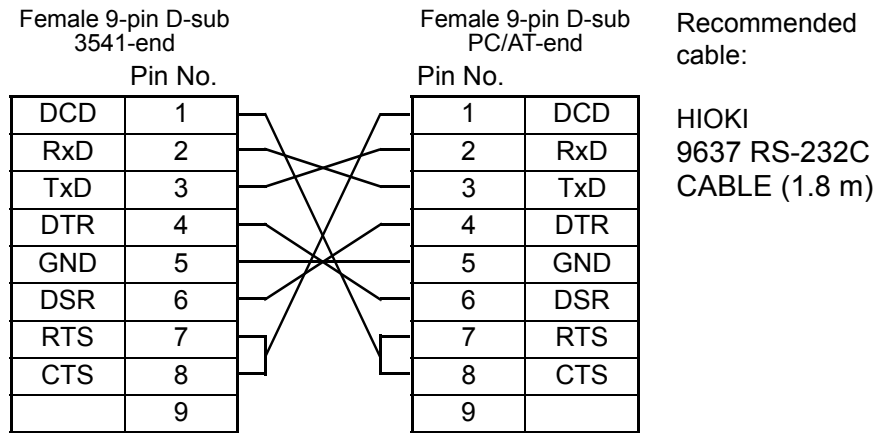 Female 9-pin D-sub
3541-end
Female 9-pin D-sub
PC/AT-end
Recommended
cable:
HIOKI
9637 RS-232C
CABLE (1.8 m)
Pin No.
Pin No.
DCD 1 1 DCD
RxD 2 2 RxD
TxD 3 3 TxD
DTR 4 4 DTR
GND 5 5 GND
DSR 6 6 DSR
RTS 7 7 RTS
CTS 8 8 CTS
9 9